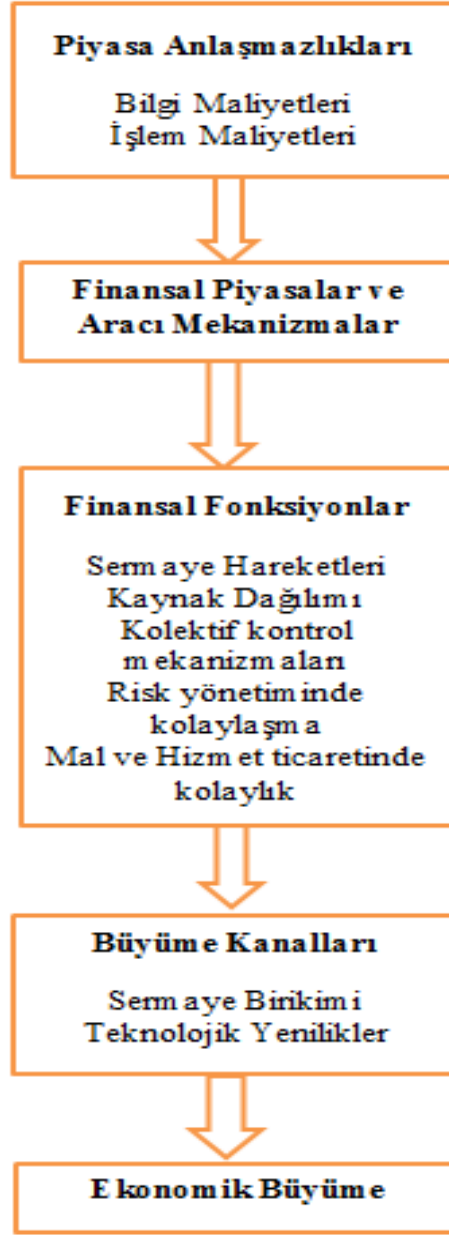 Piyasa Anlaşmazlıkları
Bilgi Maliyetleri
İşlem Maliyetleri
Finansal Piyasalar ve
Aracı Mekanizmalar
Finansal Fonksiyonlar
Sermaye Hareketleri
Kaynak Dağılımı
Kolektif kontrol
mekanizmaları
Risk yönetiminde
kolaylaşma
Mal ve Hizmet ticaretinde
kolaylık
Büyüme Kanalları
Sermaye Birikimi
Teknolojik Yenilikler
Ekonomik Büyüme